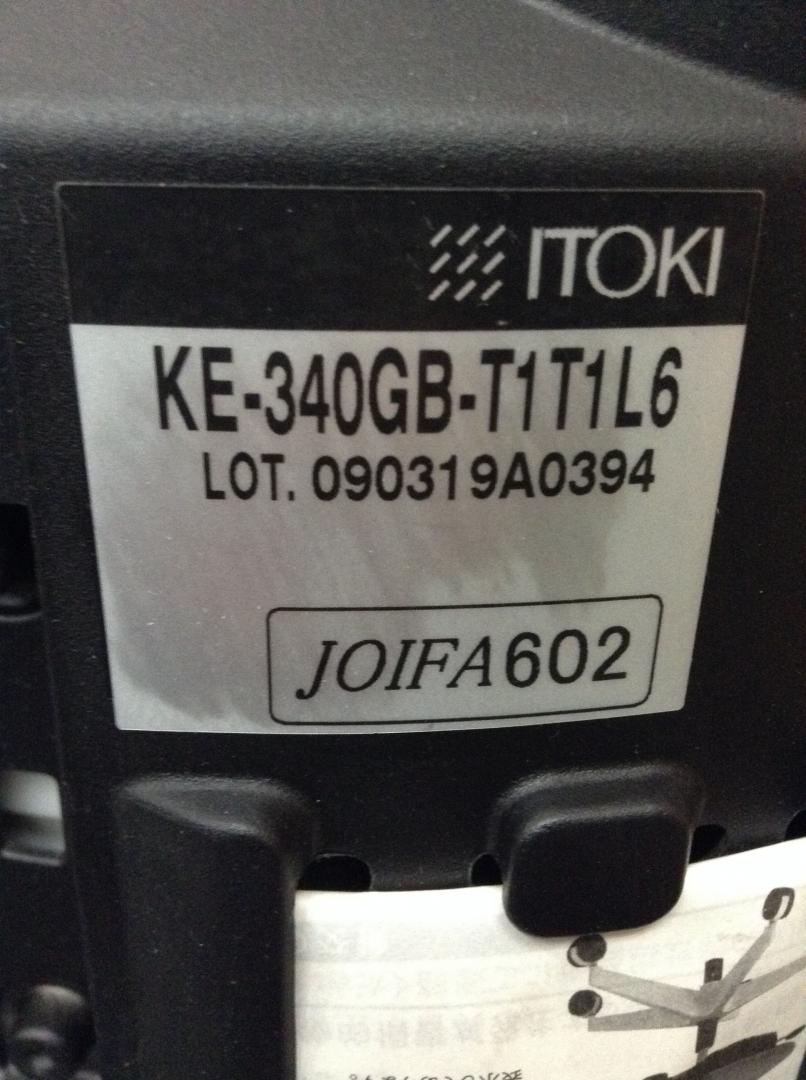 ITOKI
KE-340GB-T1T1L6
LOT. 090319A0394
JOIFA602